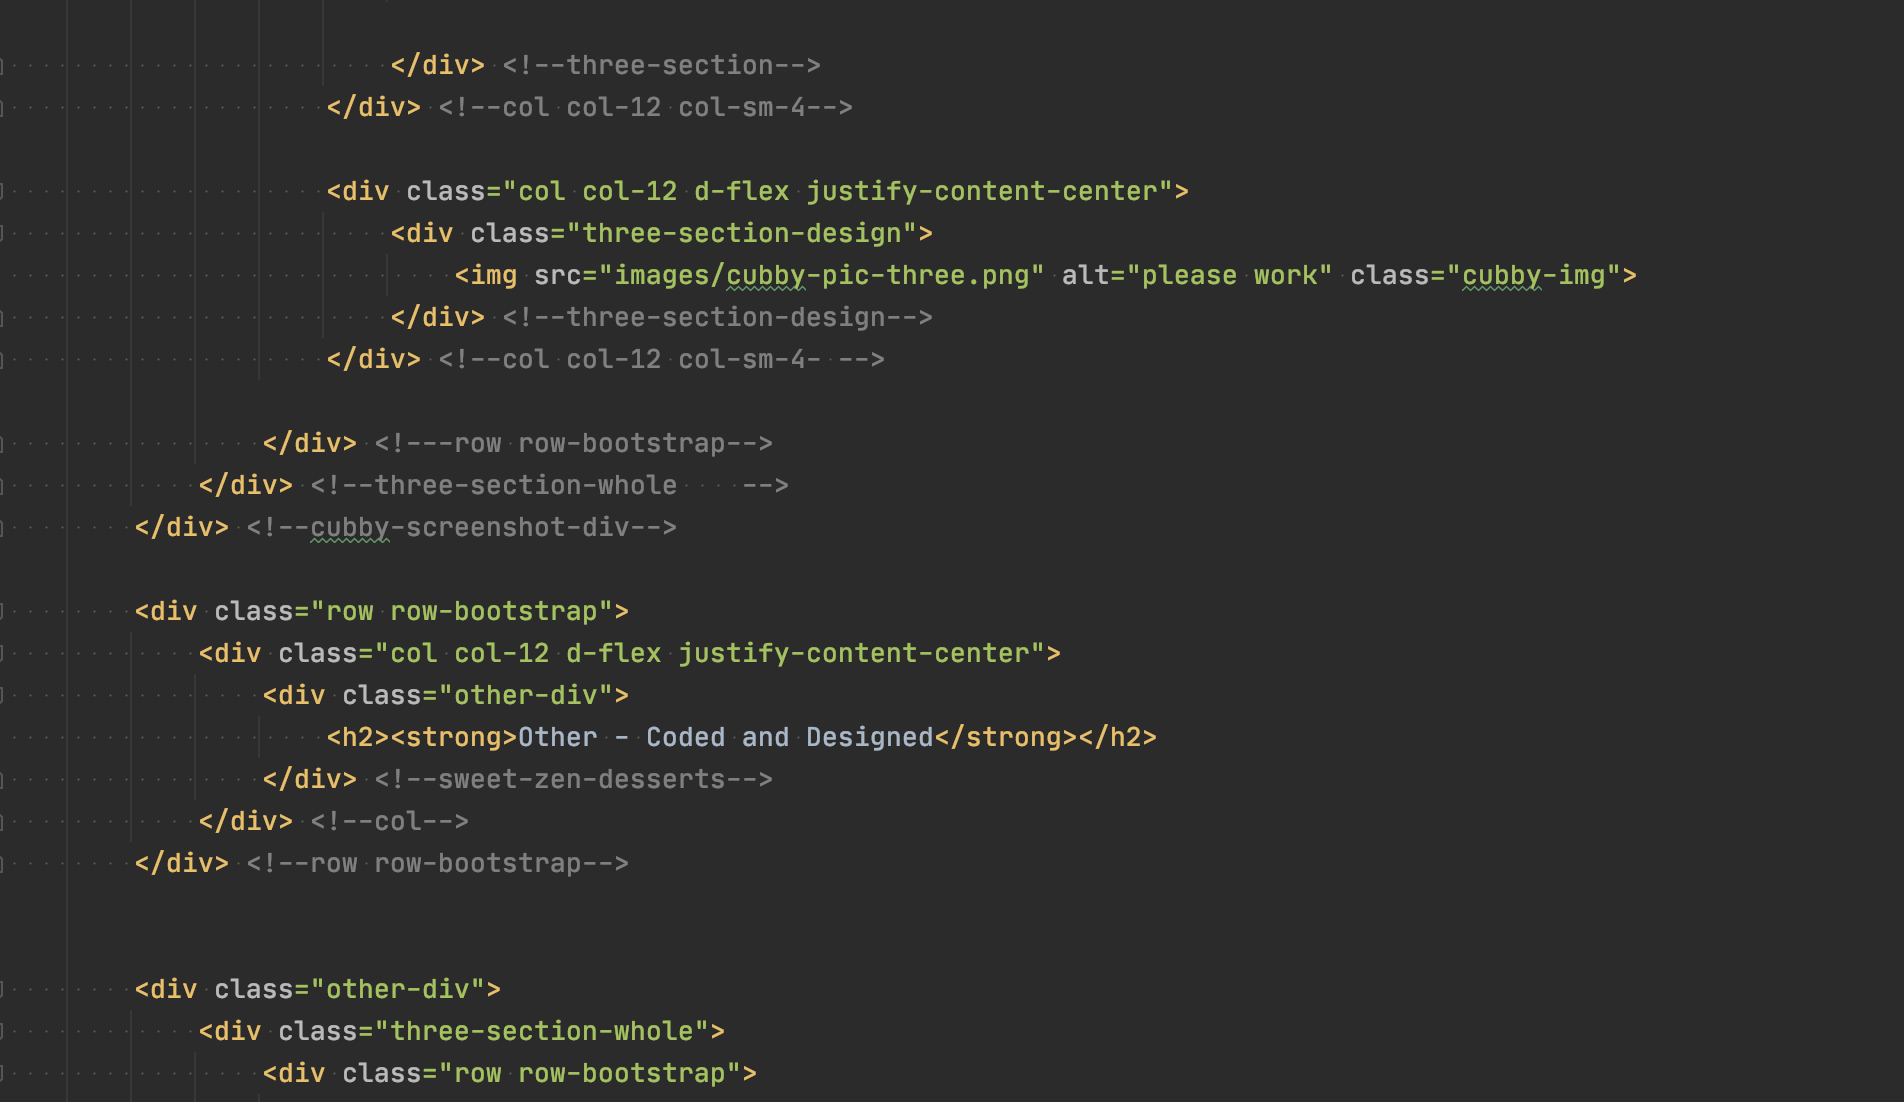 </div> <!--three-section-->
</div> <!--col col-12 col-sm-4-->
<div class="col col-12 d-flex justify-content-center">
<div class="three-section-design">
<img src="images/cubby-pic-three.png" alt="please work" class="cubby-img">
</div> <!--three-section-design-->
</div> <!--col col-12 col-sm-4- -->
</div> <!---row row-bootstrap-->
</div> <!--three-section-whole    -->
</div> <!--cubby-screenshot-div-->
<div class="row row-bootstrap">
<div class="col col-12 d-flex justify-content-center">
<div class="other-div">
<h2><strong>Other - Coded and Designed</strong></h2>
</div> <!--sweet-zen-desserts-->
</div> <!--col-->
</div> <!--row row-bootstrap-->
<div class="other-div">
<div class="three-section-whole">
<div class="row row-bootstrap">